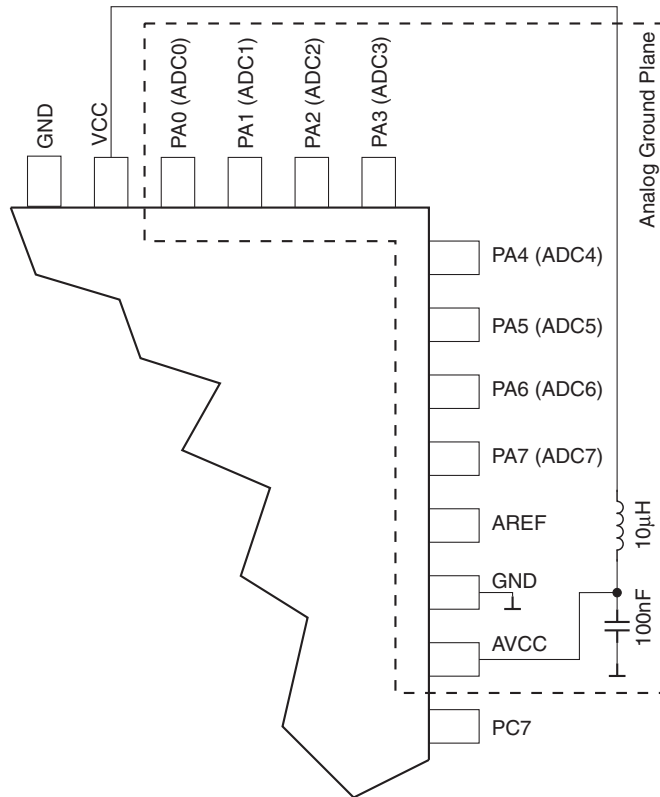 GND
VCC
PA0 (ADC0)
PA1 (ADC1)
PA2 (ADC2)
PA3 (ADC3)
Analog Ground Plane
PA4 (ADC4)
PA5 (ADC5)
PA6 (ADC6)
PA7 (ADC7)
AREF
10µH
GND
AVCC
100nF
PC7